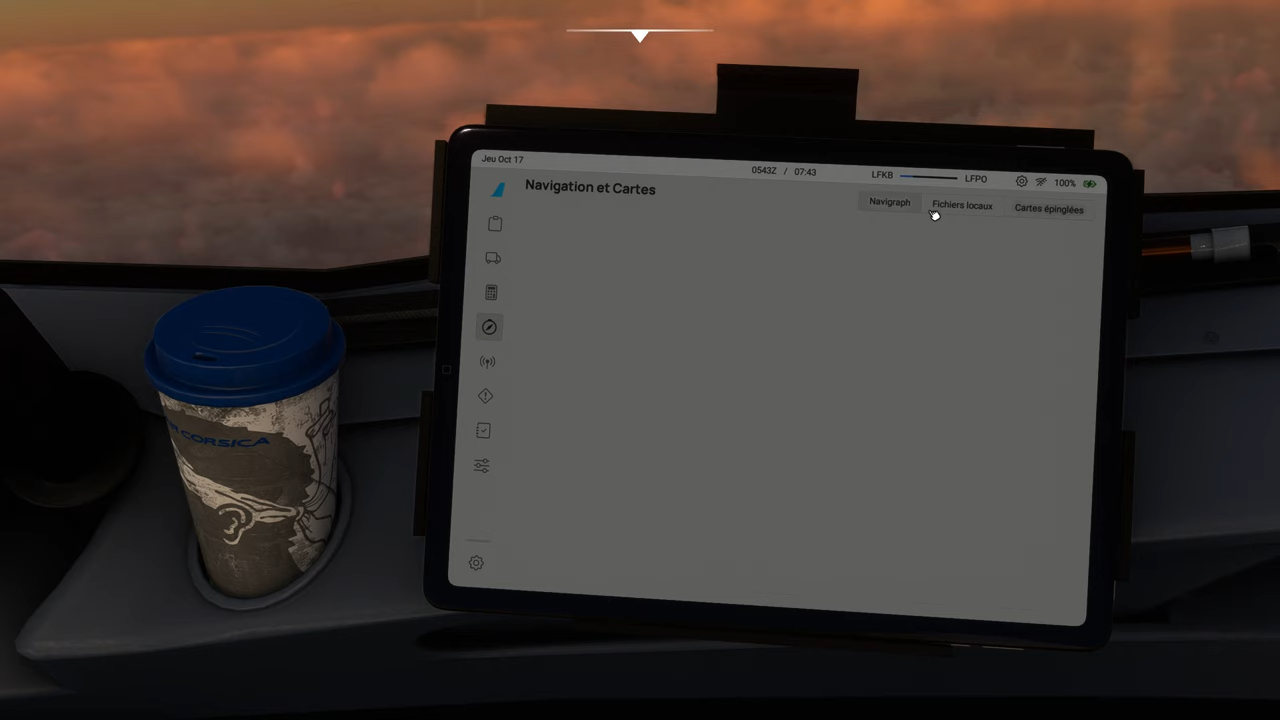 Jeu Oct 17
0543Z / 07:43
LFKB
LFPO
100%
Navigation et Cartes
Navigraph
Fichiers locaux
Cartes épinglées
CORSICA